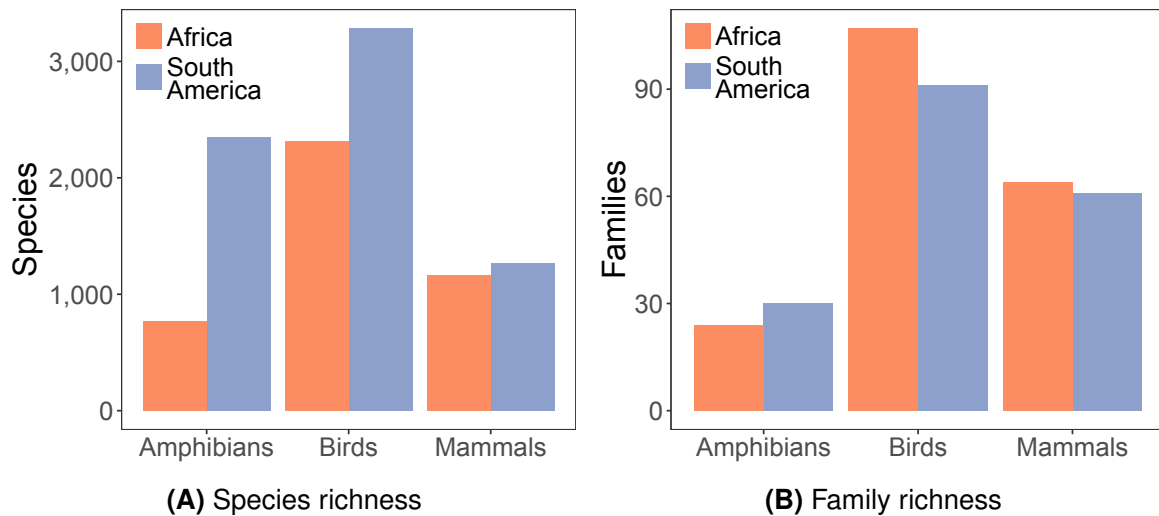 Species
3,000
2,000
1,000
0
Africa
South
America
Amphibians Birds Mammals
(A) Species richness
Families
90
60
30
0
Africa
South
America
Amphibians Birds Mammals
(B) Family richness